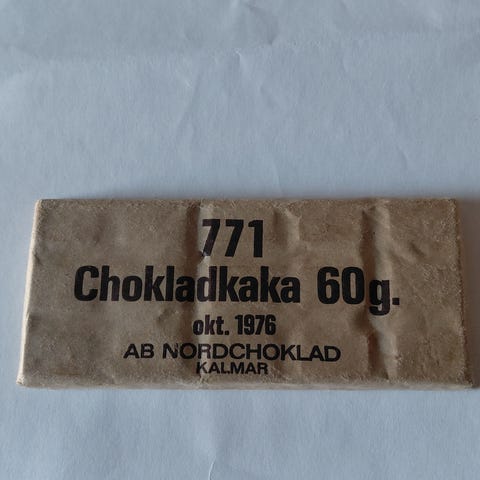 771
Chokladkaka 60g.
okt. 1976
AB NORDCHOKLAD
KALMAR